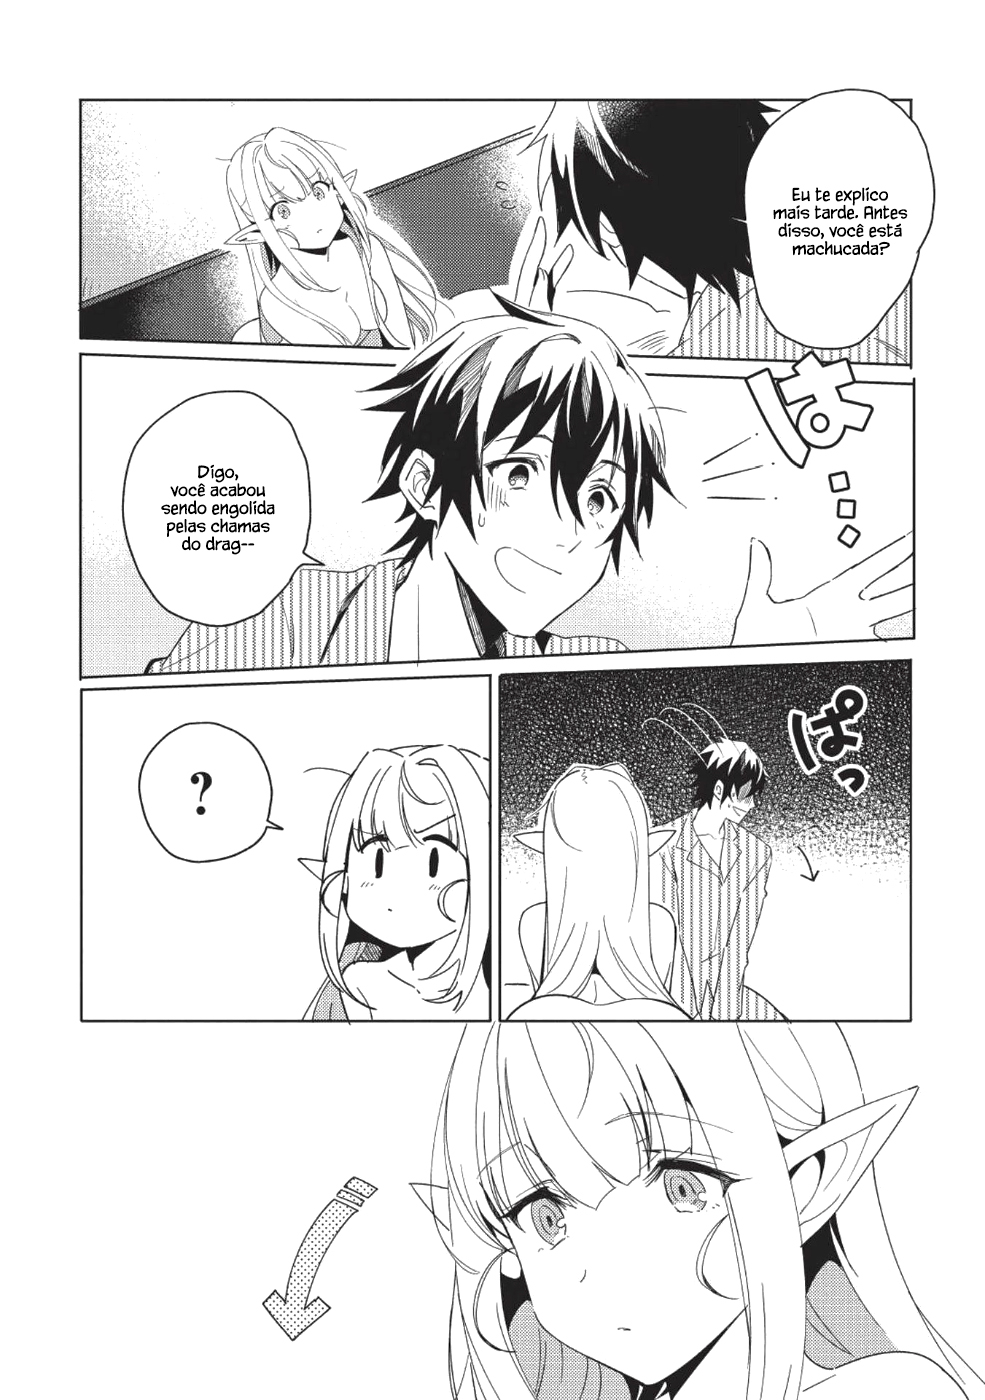 Eu te explico
mais tarde. Antes
disso, você está
machucada?
は…
Digo,
você acabou
sendo engolida
pelas chamas
do drag--
ぱっ
?